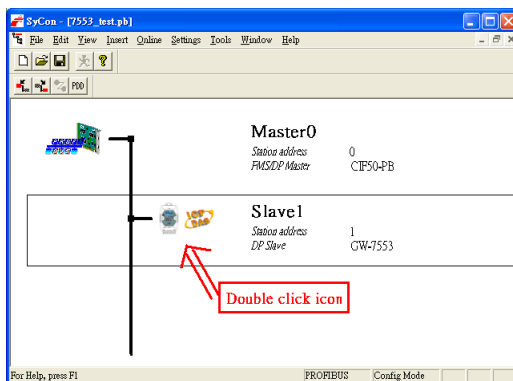 SyCon - [7553_test.pb]
File Edit View Insert Online Settings Tools Window Help
PDD
Master0
Station address 0
FMS/DP Master CIF50-PB
ICP
DAS
Slave1
Station address 1
DP Slave GW-7553
Double click icon
For Help, press F1 PROFIBUS Config Mode